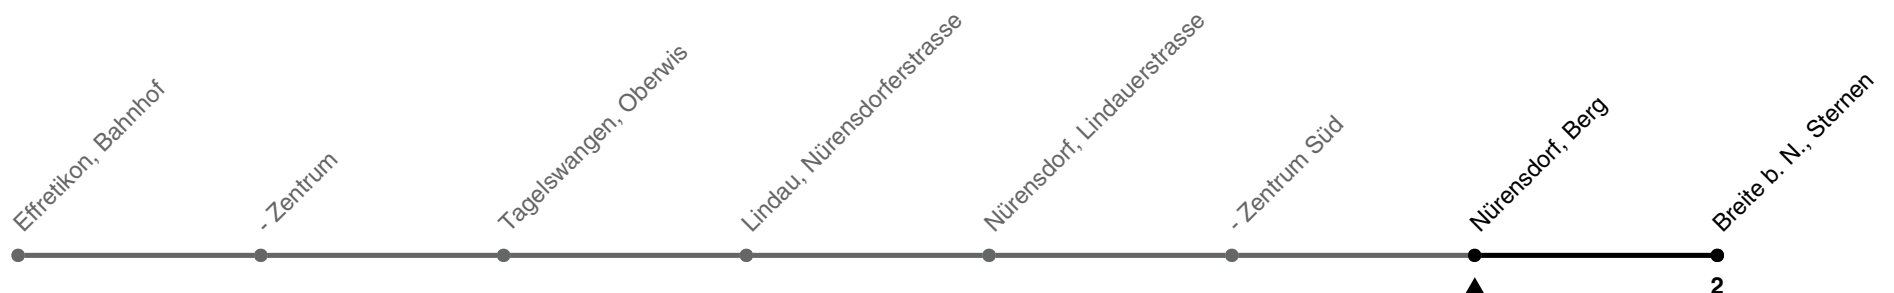 Effretikon, Bahnhof
- Zentrum
Tagelswangen, Oberwis
Lindau, Nürensdorferstrasse
Nürensdorf, Lindauerstrasse
- Zentrum Süd
Nürensdorf, Berg
Breite b. N., Sternen
2